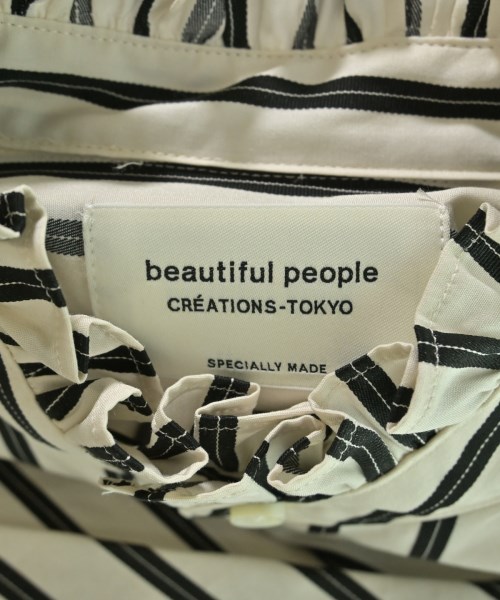 beautiful people
CRÉATIONS-TOKYO
SPECIALLY MADE